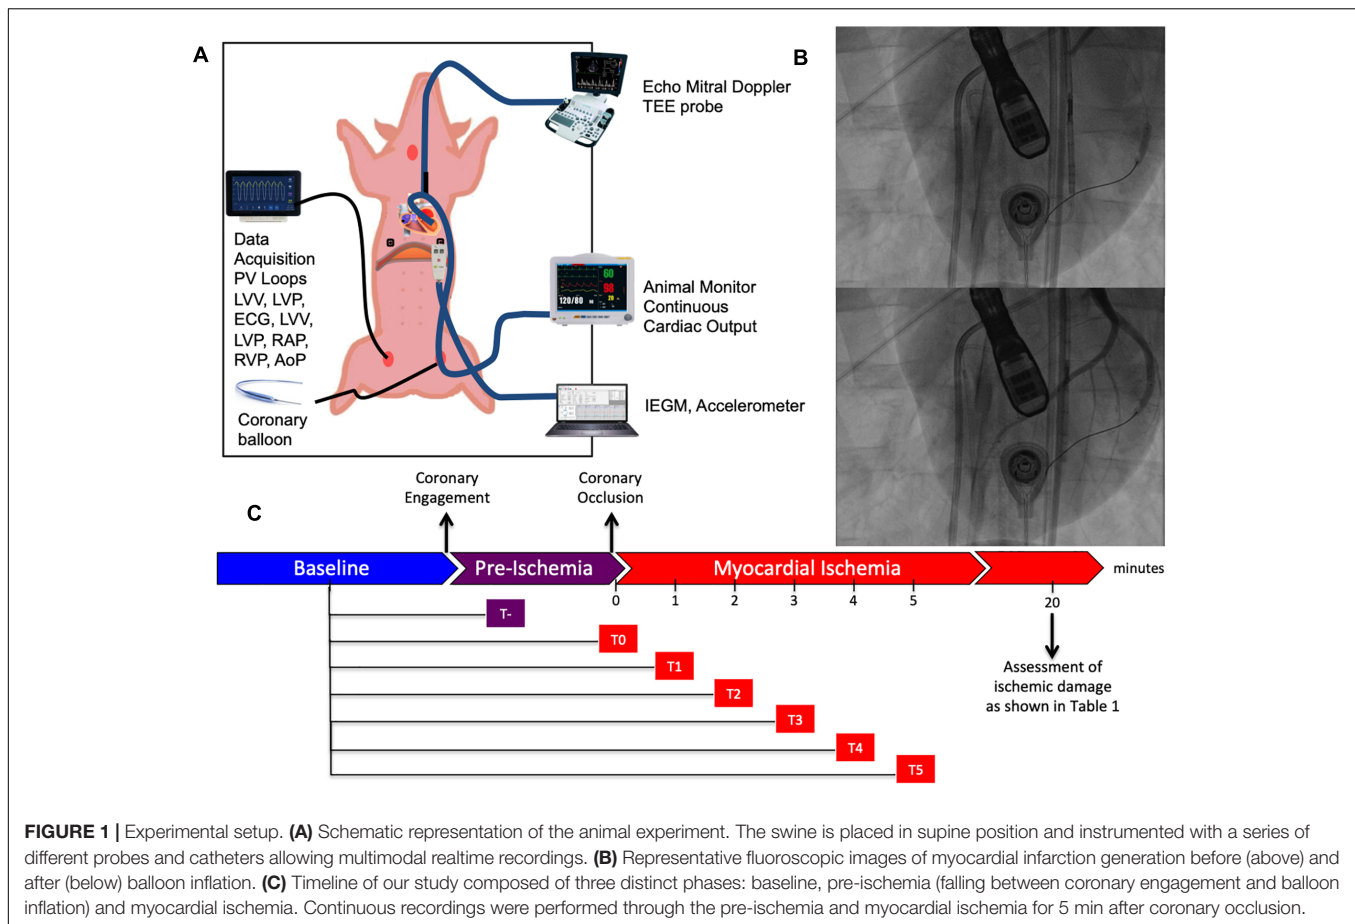 A
B
Echo Mitral Doppler
TEE probe
Data
Acquisition
PV Loops
LVV, LVP,
ECG, LVV,
LVP, RAP,
RVP, AoP
60
98
120/80
Animal Monitor
Continuous
Cardiac Output
Coronary
balloon
IEGM, Accelerometer
Coronary
Engagement
Coronary
Occlusion
C
Baseline
Pre-Ischemia
Myocardial Ischemia
minutes
0 1 2 3 4 5 20
T-
T0
T1
T2
T3
T4
T5
Assessment of
ischemic damage
as shown in Table 1
FIGURE 1 | Experimental setup. (A) Schematic representation of the animal experiment. The swine is placed in supine position and instrumented with a series of
different probes and catheters allowing multimodal realtime recordings. (B) Representative fluoroscopic images of myocardial infarction generation before (above) and
after (below) balloon inflation. (C) Timeline of our study composed of three distinct phases: baseline, pre-ischemia (falling between coronary engagement and balloon
inflation) and myocardial ischemia. Continuous recordings were performed through the pre-ischemia and myocardial ischemia for 5 min after coronary occlusion.